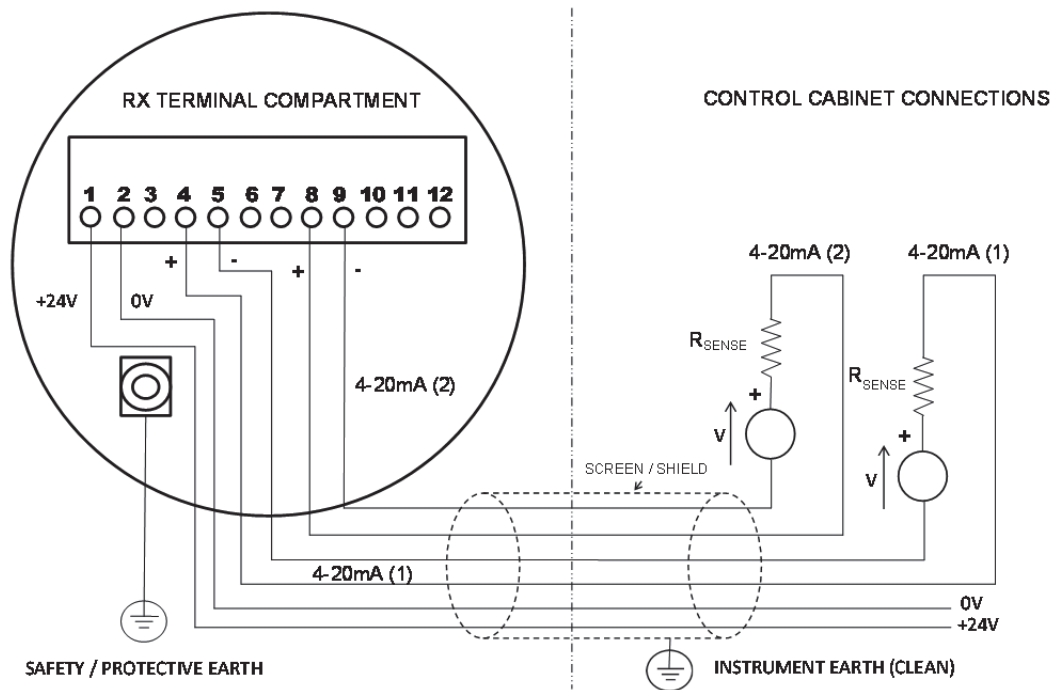 RX TERMINAL COMPARTMENT
CONTROL CABINET CONNECTIONS
1 2 3 4 5 6 7 8 9 10 11 12
+ - + -
+24V 0V
4-20mA (2) 4-20mA (1)
RSENSE
RSENSE
4-20mA (2)
+
V
+
V
SCREEN / SHIELD
4-20mA (1)
0V
+24V
SAFETY / PROTECTIVE EARTH
INSTRUMENT EARTH (CLEAN)